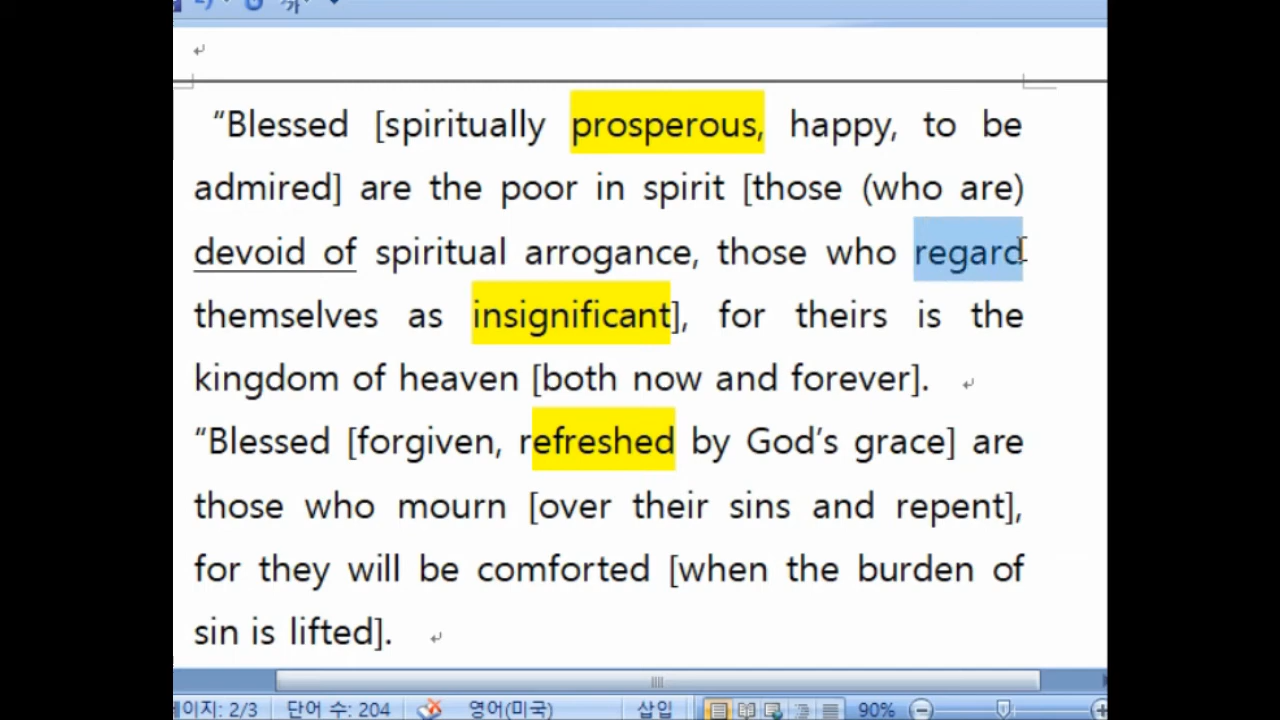 “Blessed [spiritually prosperous, happy, to be
admired] are the poor in spirit [those (who are)
devoid of spiritual arrogance, those who regard
themselves as insignificant], for theirs is the
kingdom of heaven [both now and forever].
“Blessed [forgiven, refreshed by God’s grace] are
those who mourn [over their sins and repent],
for they will be comforted [when the burden of
sin is lifted].
이지: 2/3 단어 수: 204 영어(미국) 삽입 90%